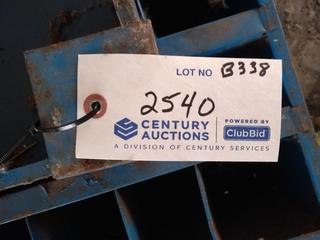 LOT NO B338
2540
CENTURY AUCTIONS
POWERED BY ClubBid
A DIVISION OF CENTURY SERVICES